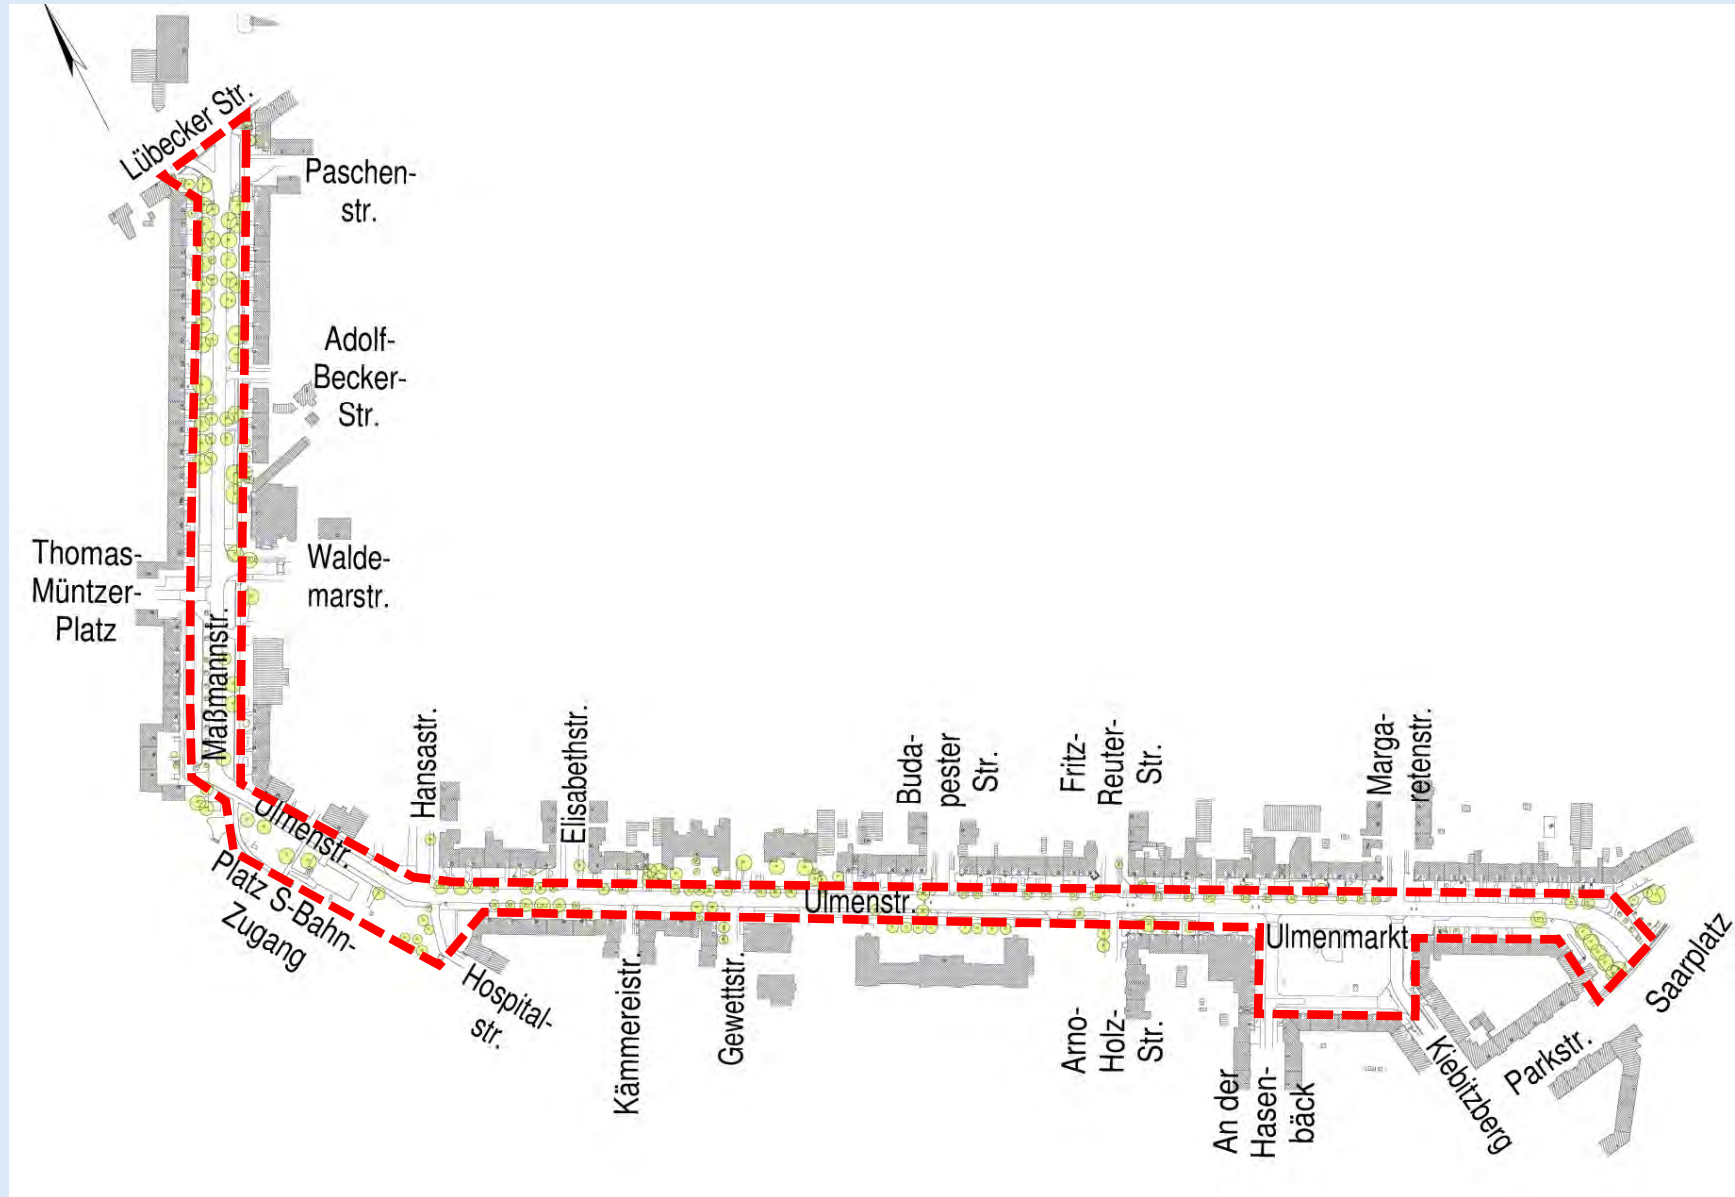 Lübecker Str.
Paschen-
str.
Adolf-
Becker-
Str.
Thomas-
Müntzer-
Platz
Walde-
marstr.
Maßmannstr.
Ulmenstr.
Platz S-Bahn-
Zugang
Hansastr.
Elisabethstr.
Buda-
pester
Str.
Fritz-
Reuter-
Str.
Marga-
retenstr.
Ulmenstr.
Ulmenmarkt
Hospital-
str.
Kämmereistr.
Gewettstr.
Arno-
Holz-
Str.
An der
Hasen-
bäck
Kiebitzberg
Parkstr.
Saarplatz